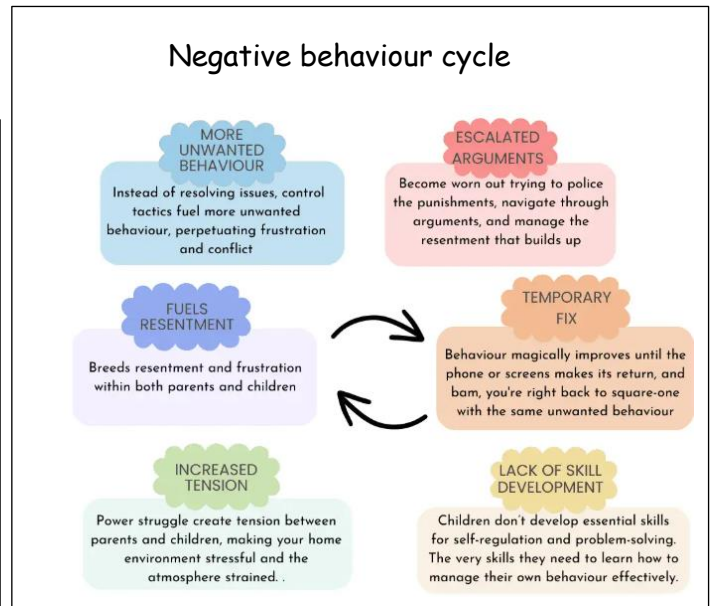 Negative behaviour cycle
MORE
UNWANTED
BEHAVIOUR
Instead of resolving issues, control
tactics fuel more unwanted
behaviour, perpetuating frustration
and conflict
ESCALATED
ARGUMENTS
Become worn out trying to police
the punishments, navigate through
arguments, and manage the
resentment that builds up
FUELS
RESENTMENT
Breeds resentment and frustration
within both parents and children
TEMPORARY
FIX
Behaviour magically improves until the
phone or screens makes its return, and
bam, you're right back to square-one
with the same unwanted behaviour
INCREASED
TENSION
Power struggle create tension between
parents and children, making your home
environment stressful and the
atmosphere strained. .
LACK OF SKILL
DEVELOPMENT
Children don't develop essential skills
for self-regulation and problem-solving.
The very skills they need to learn how to
manage their own behaviour effectively.